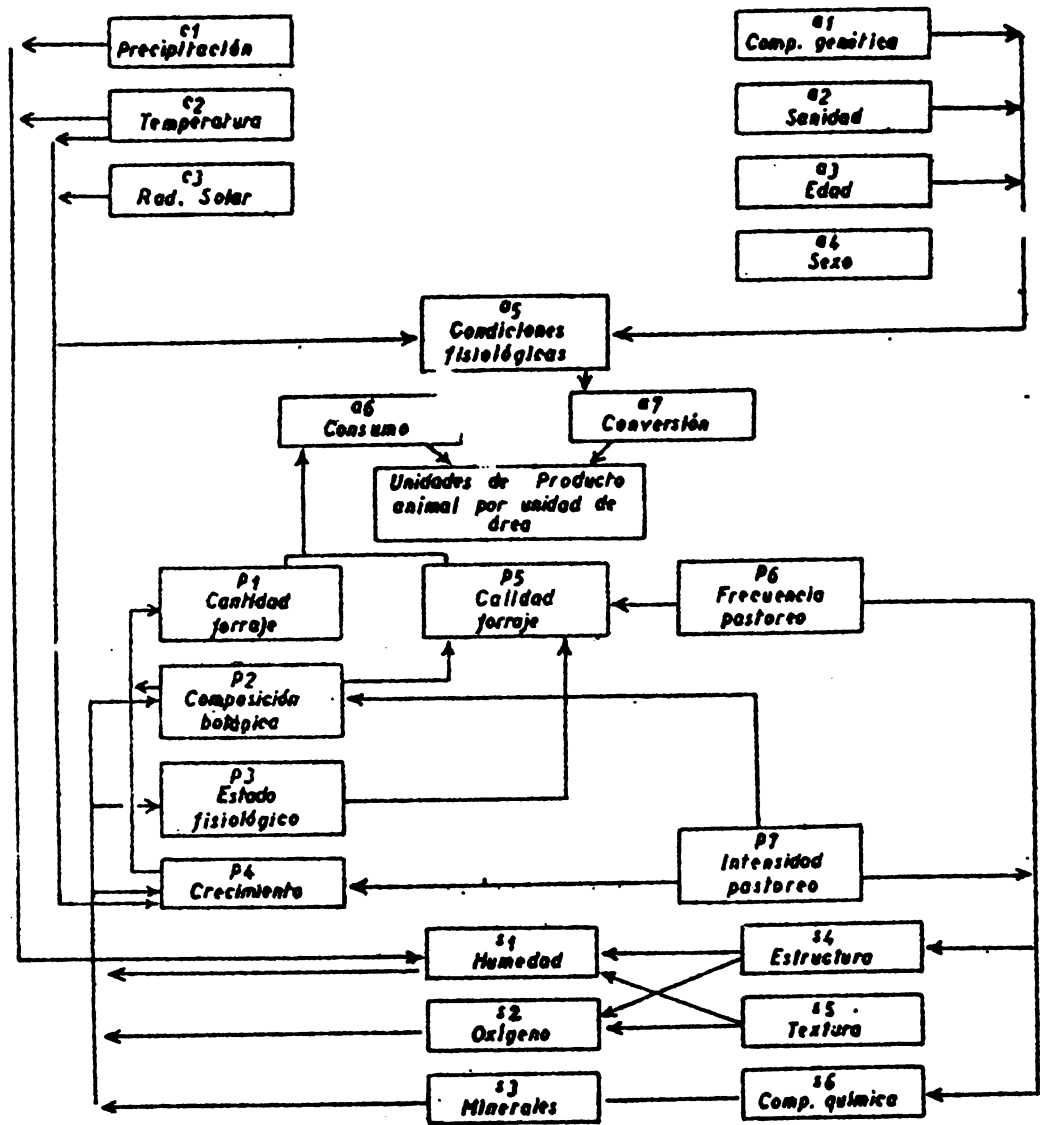 c1
Precipitación
c2
Temperatura
c3
Rad. Solar
a1
Comp. genética
a2
Sanidad
a3
Edad
a4
Sexo
a5
Condiciones
fisiológicas
a6
Consumo
a7
Conversión
Unidades de Producto
animal por unidad de
área
P1
Cantidad
forraje
P5
Calidad
forraje
P6
Frecuencia
pastoreo
P2
Composición
botánica
P3
Estado
fisiológico
P4
Crecimiento
P7
Intensidad
pastoreo
s1
Humedad
s4
Estructura
s2
Oxígeno
s5
Textura
s3
Minerales
s6
Comp. química